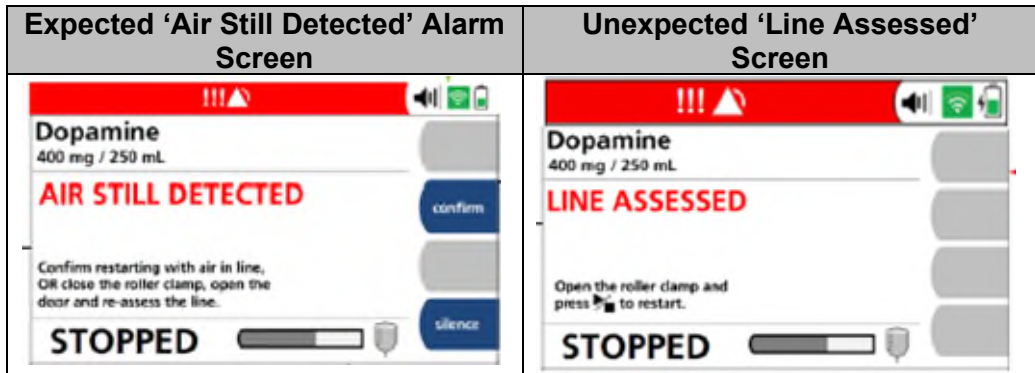 Expected ‘Air Still Detected’ Alarm
Screen
Unexpected ‘Line Assessed’
Screen
!!!
Dopamine
400 mg / 250 mL
AIR STILL DETECTED
confirm
Confirm restarting with air in line,
OR close the roller clamp, open the
door and re-assess the line.
silence
STOPPED
!!!
Dopamine
400 mg / 250 mL
LINE ASSESSED
Open the roller clamp and
press to restart.
STOPPED